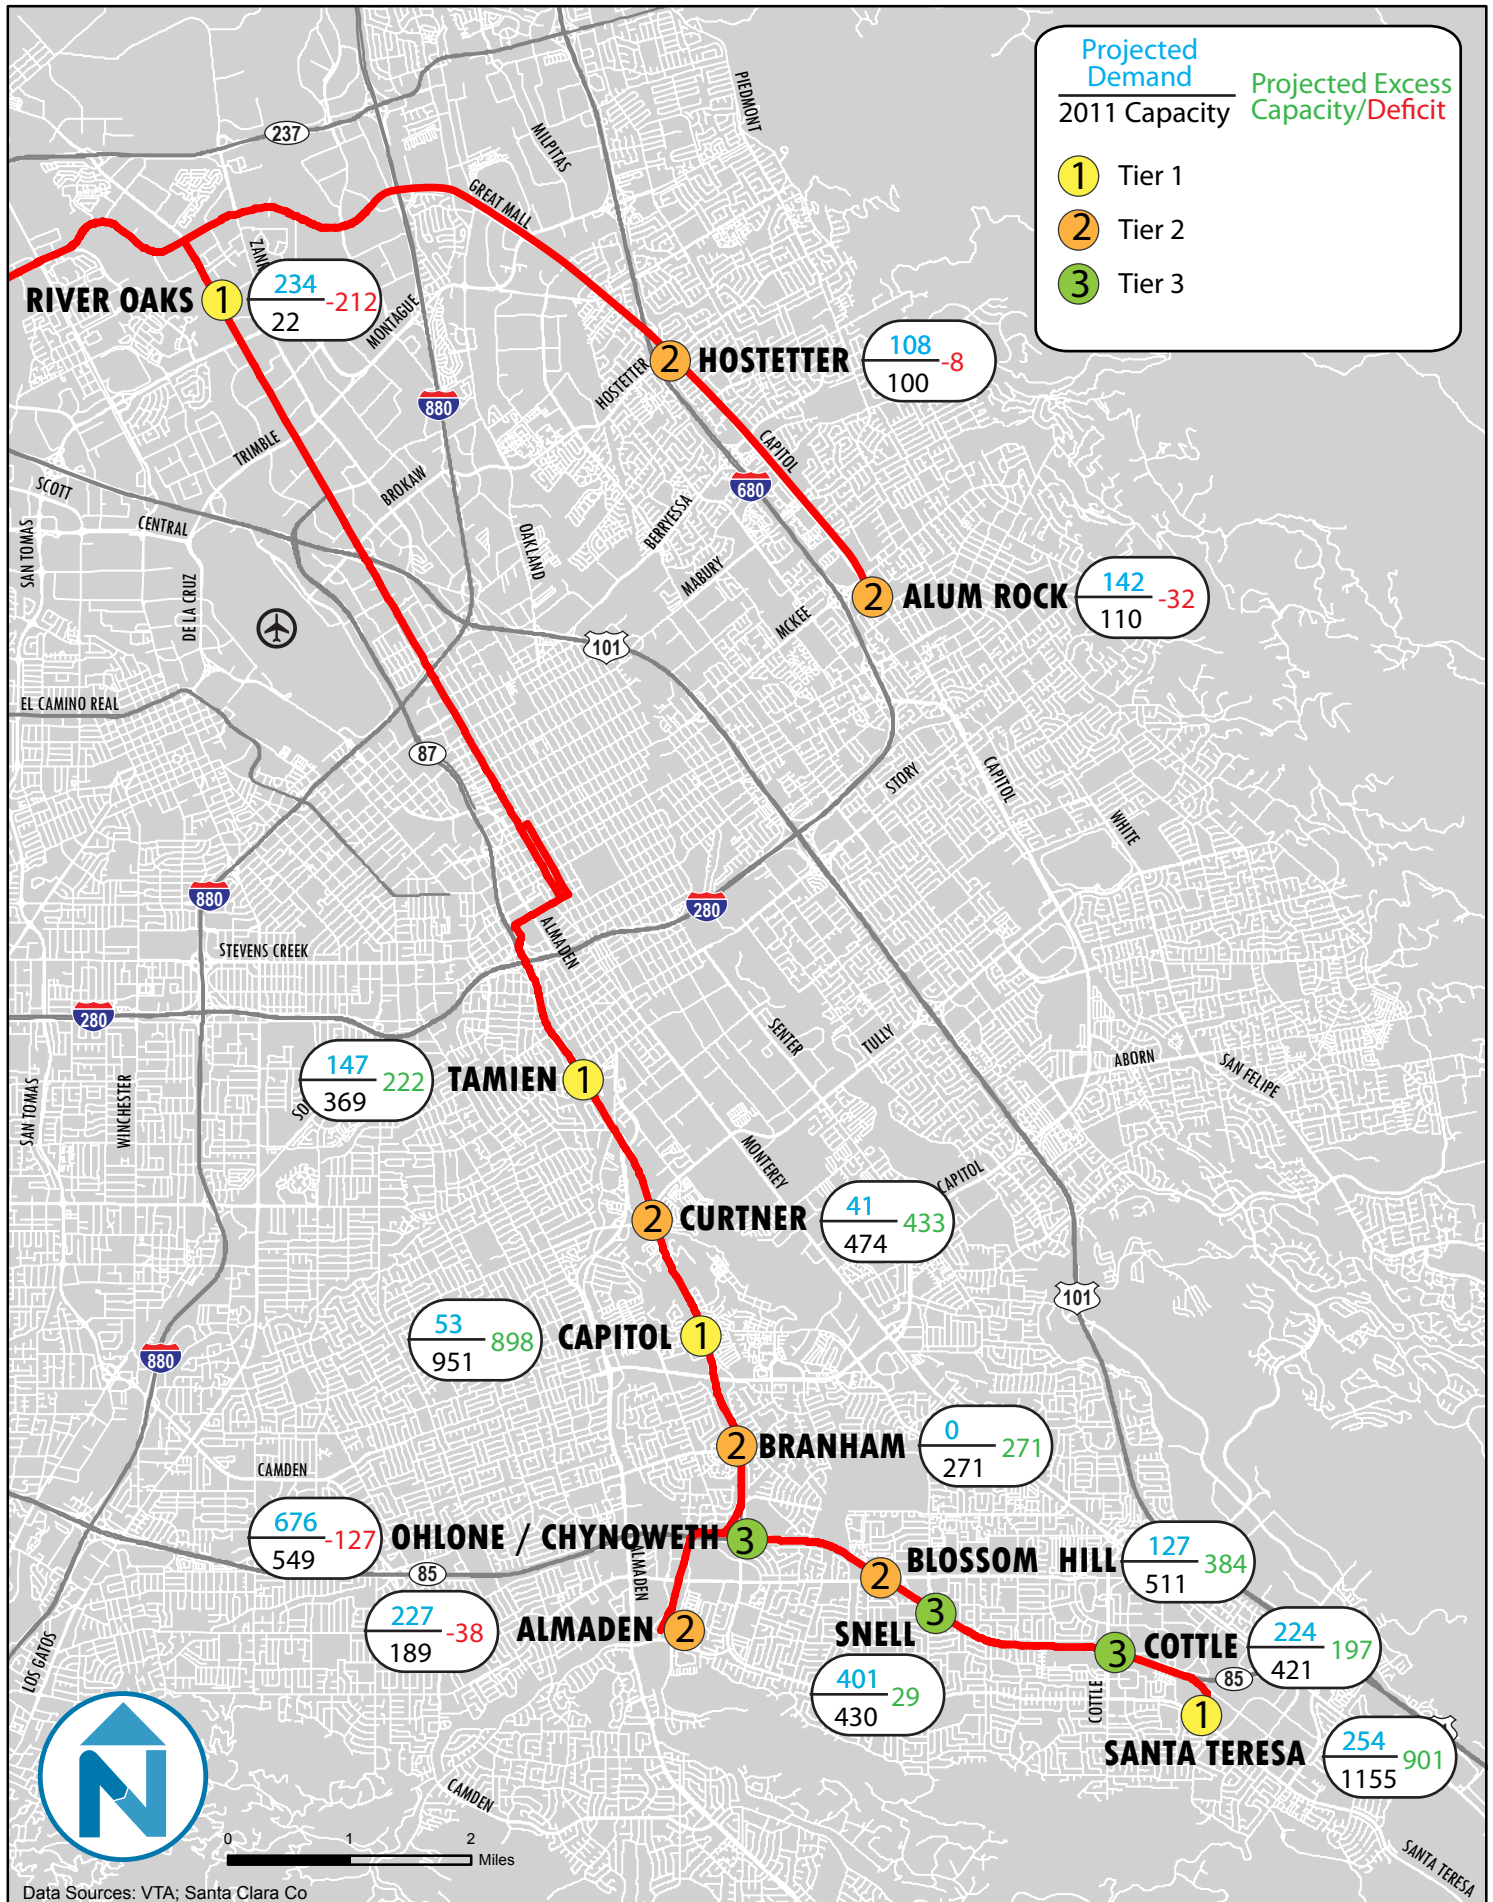 Projected
Demand
2011 Capacity
Projected Excess
Capacity/Deficit
1 Tier 1
2 Tier 2
3 Tier 3
PIEDMONT
237
MILPITAS
GREAT MALL
RIVER OAKS 1
234
22
-212
MONTAGUE
2 HOSTETTER
108
100
-8
HOSTETTER
880
TRIMBLE
CAPITOL
BROKAW
680
SCOTT
CENTRAL
SAN TOMAS
OAKLAND
BERRYESSA
MABURY
DE LA CRUZ
2 ALUM ROCK
142
110
-32
MCKEE
101
EL CAMINO REAL
87
STORY
CAPITOL
WHITE
880
280
ALMADEN
STEVENS CREEK
280
SENTER
TULLY
ABORN
SAN FELIPE
147
369
222
TAMIEN 1
SAN TOMAS
WINCHESTER
MONTEREY
CAPITOL
2 CURTNER
41
474
433
101
53
951
898
CAPITOL 1
880
2 BRANHAM
0
271
271
CAMDEN
676
549
-127
OHLONE / CHYNOWETH 3
85
ALMADEN
2 BLOSSOM HILL
127
511
384
227
189
-38
ALMADEN 2
3
SNELL
401
430
29
3 COTTLE
224
421
197
85
COTTLE
LOS GATOS
1
SANTA TERESA
254
1155
901
N
CAMDEN
SANTA TERESA
0 1 2
Miles
Data Sources: VTA; Santa Clara Co